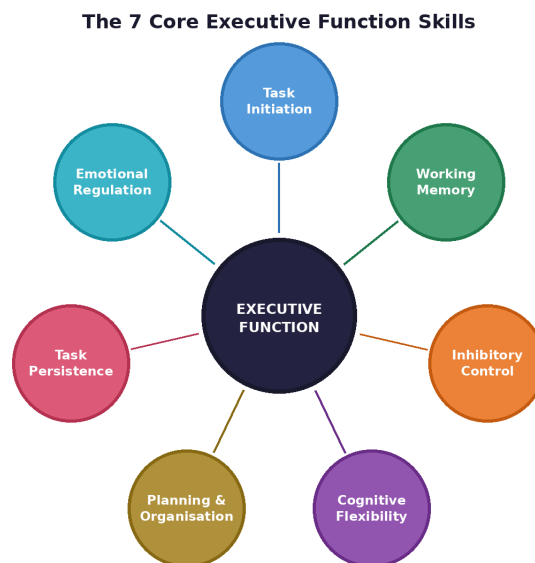 The 7 Core Executive Function Skills
Task
Initiation
Emotional
Regulation
Working
Memory
EXECUTIVE
FUNCTION
Task
Persistence
Inhibitory
Control
Planning &
Organisation
Cognitive
Flexibility